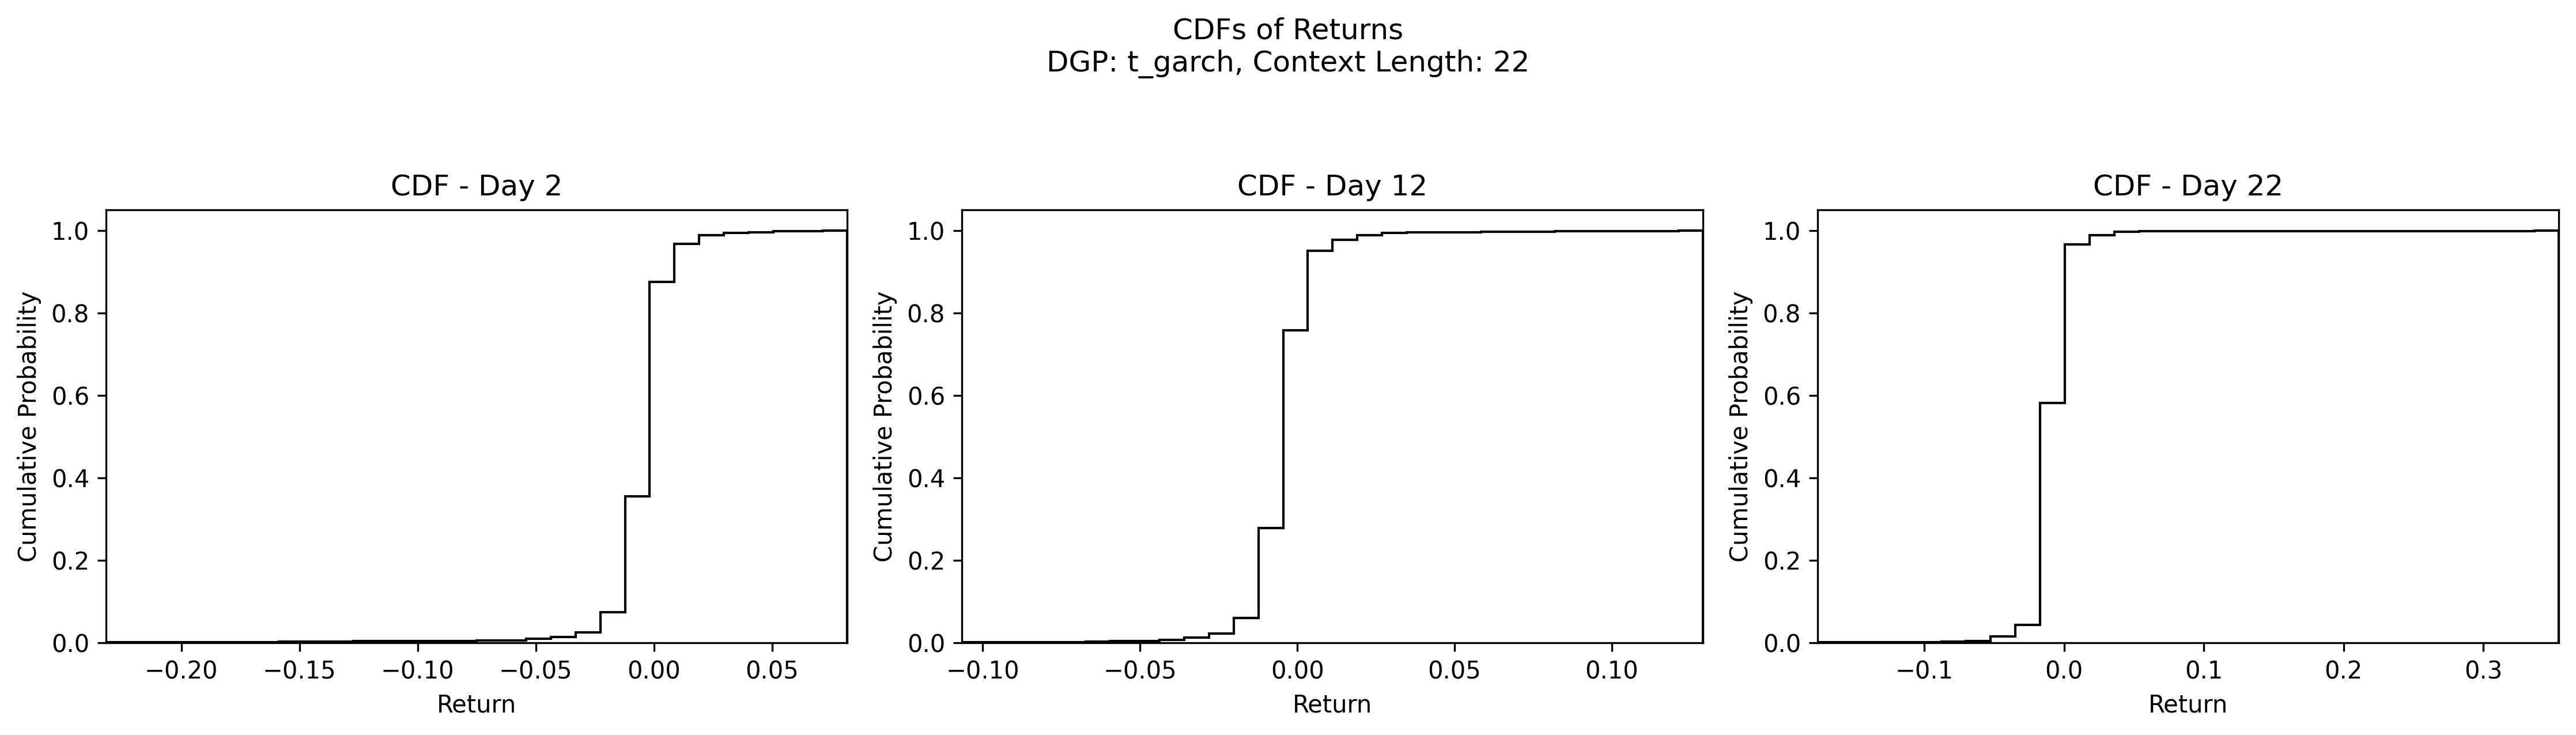 CDFs of Returns
DGP: t_garch, Context Length: 22
CDF - Day 2
Cumulative Probability
1.0
0.8
0.6
0.4
0.2
0.0
−0.20 −0.15 −0.10 −0.05 0.00 0.05
Return
CDF - Day 12
Cumulative Probability
1.0
0.8
0.6
0.4
0.2
0.0
−0.10 −0.05 0.00 0.05 0.10
Return
CDF - Day 22
Cumulative Probability
1.0
0.8
0.6
0.4
0.2
0.0
−0.1 0.0 0.1 0.2 0.3
Return